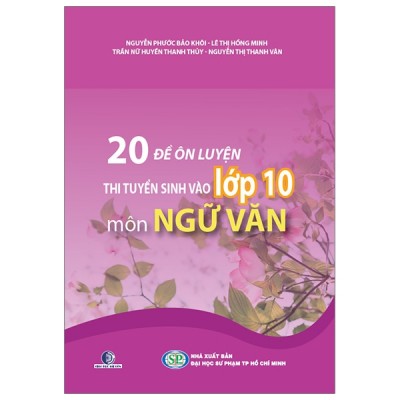 NGUYỄN PHƯỚC BẢO KHÔI - LÊ THỊ HỒNG MINH
TRẦN NỮ HUYỀN THANH THỦY - NGUYỄN THỊ THANH VÂN
20 ĐỀ ÔN LUYỆN
THI TUYỂN SINH VÀO lớp 10
môn NGỮ VĂN
SP
NHÀ XUẤT BẢN
ĐẠI HỌC SƯ PHẠM TP HỒ CHÍ MINH